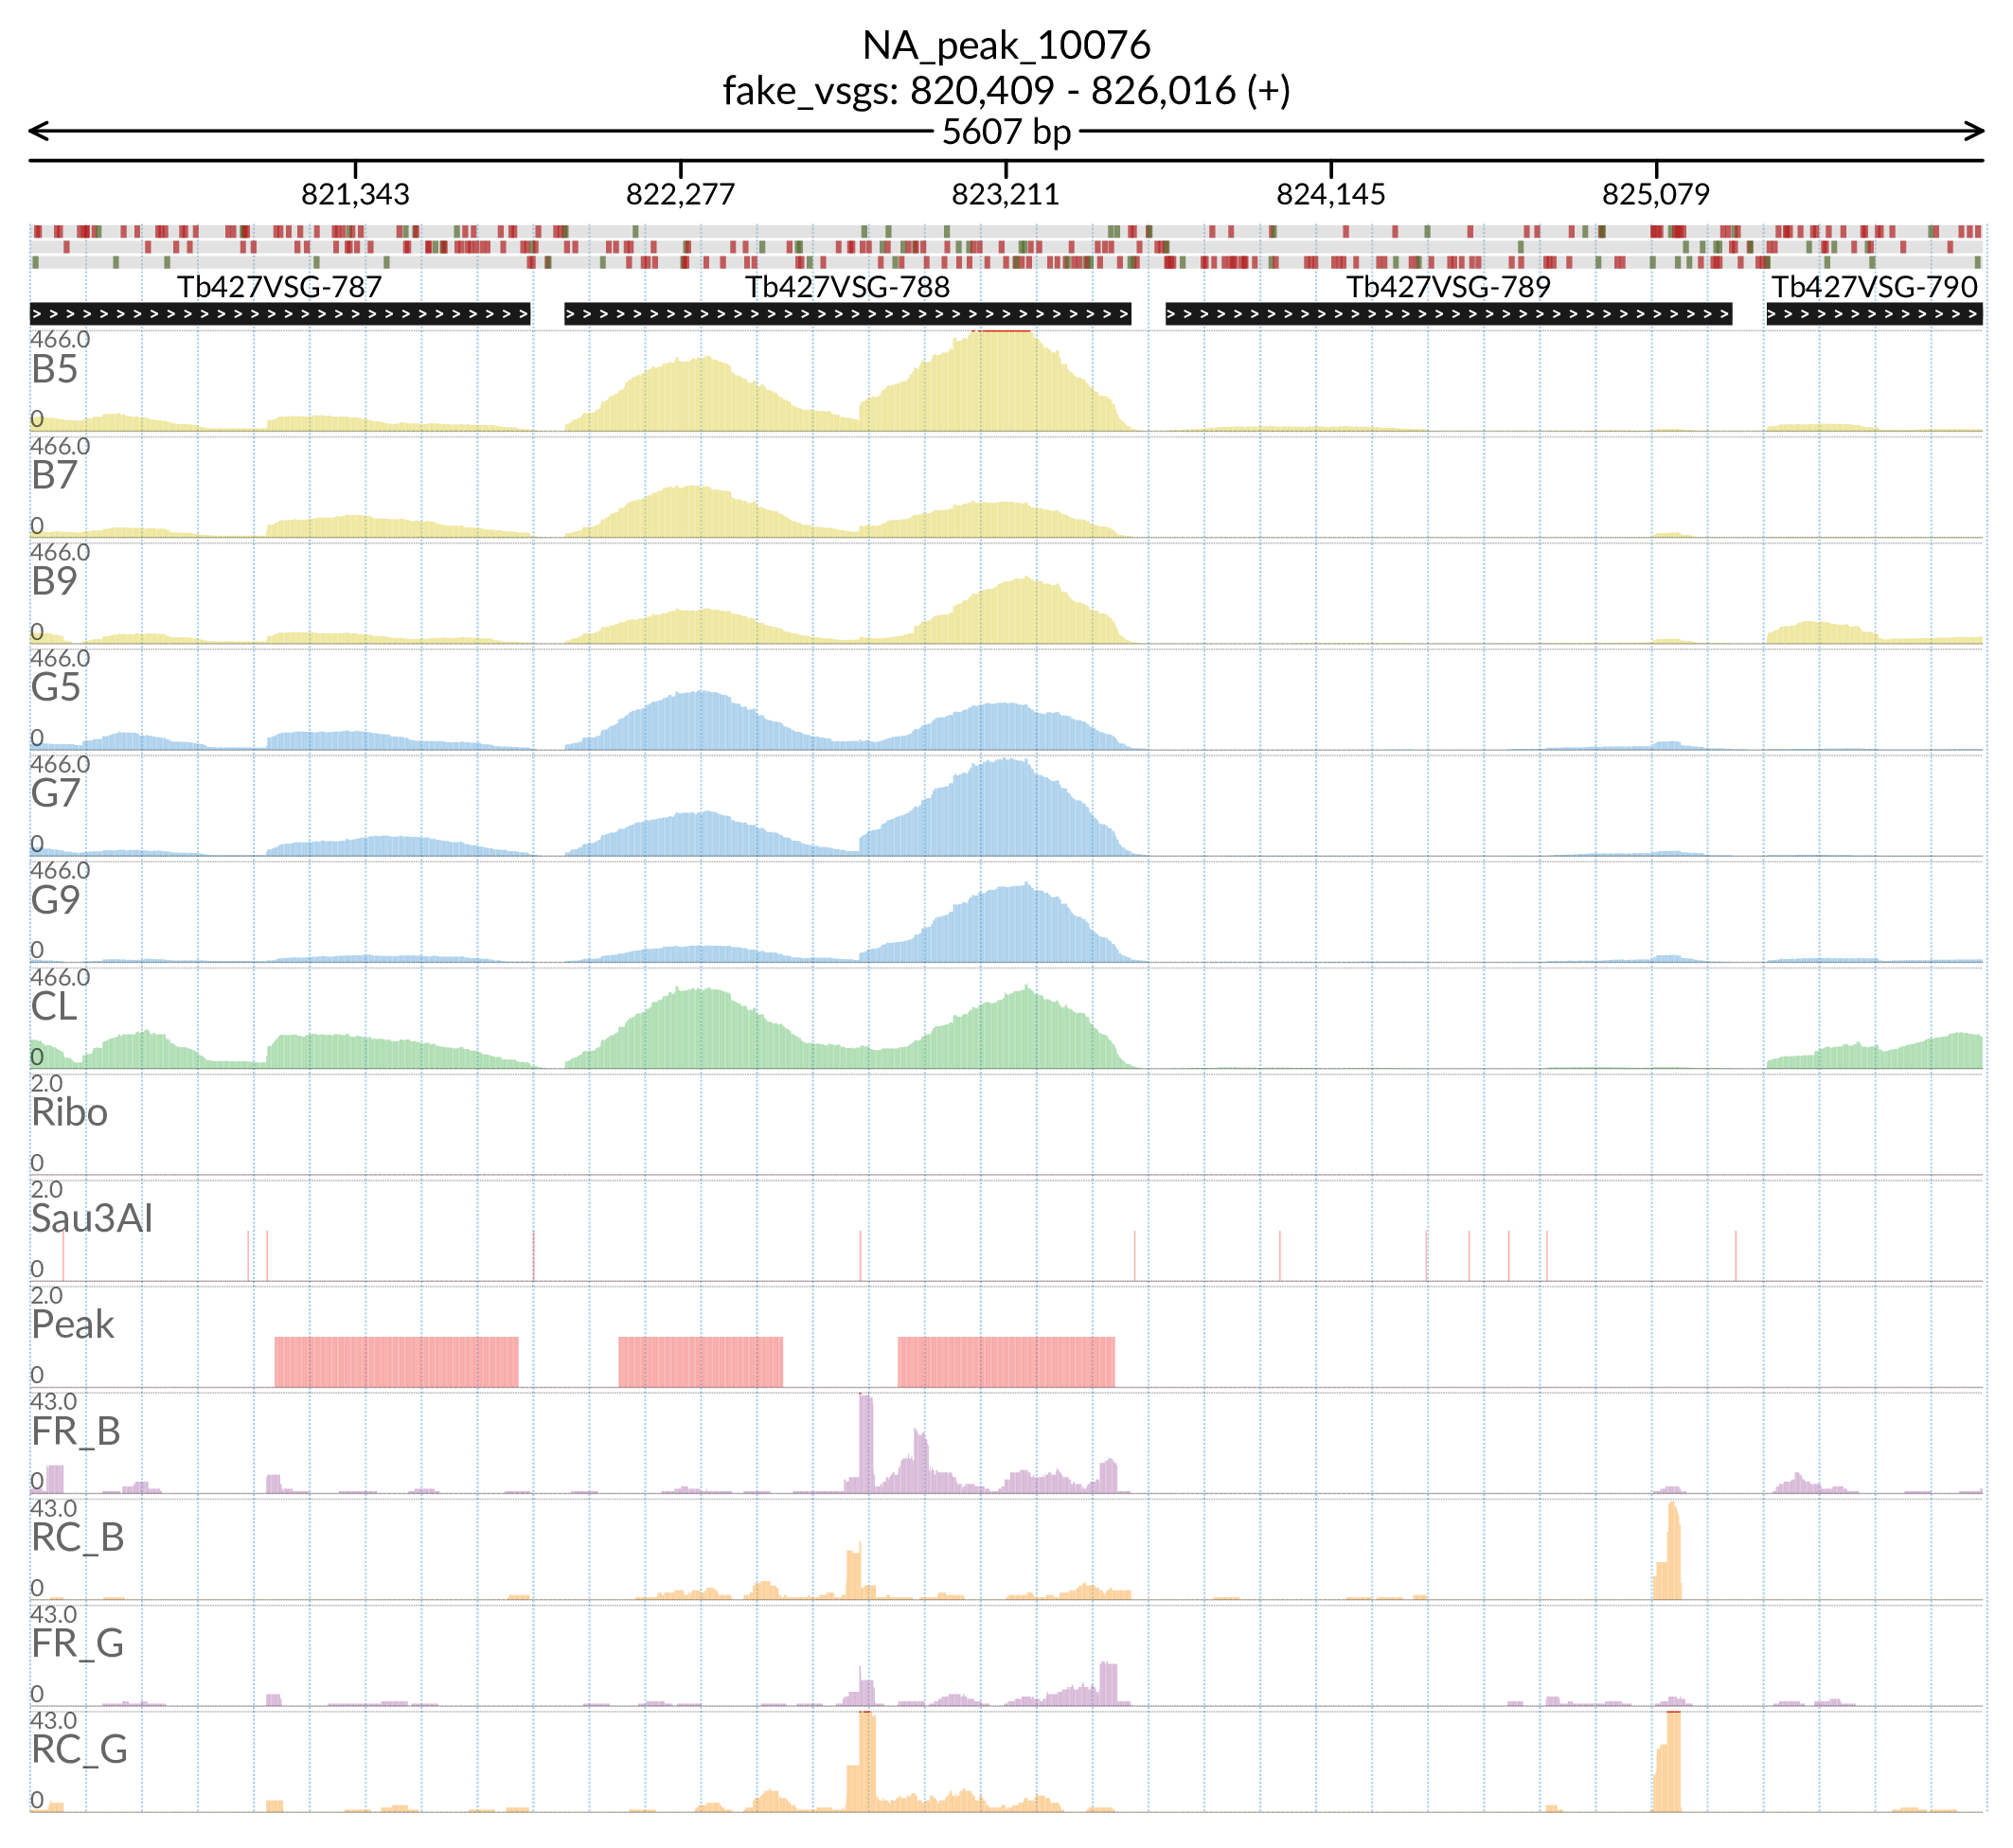 NA_peak_10076
fake_vsgs: 820,409 - 826,016 (+)
5607 bp
821,343 822,277 823,211 824,145 825,079
Tb427VSG-787 Tb427VSG-788 Tb427VSG-789 Tb427VSG-790
466.0
B5
0
466.0
B7
0
466.0
B9
0
466.0
G5
0
466.0
G7
0
466.0
G9
0
466.0
CL
0
2.0
Ribo
0
2.0
Sau3AI
0
2.0
Peak
0
43.0
FR_B
0
43.0
RC_B
0
43.0
FR_G
0
43.0
RC_G
0